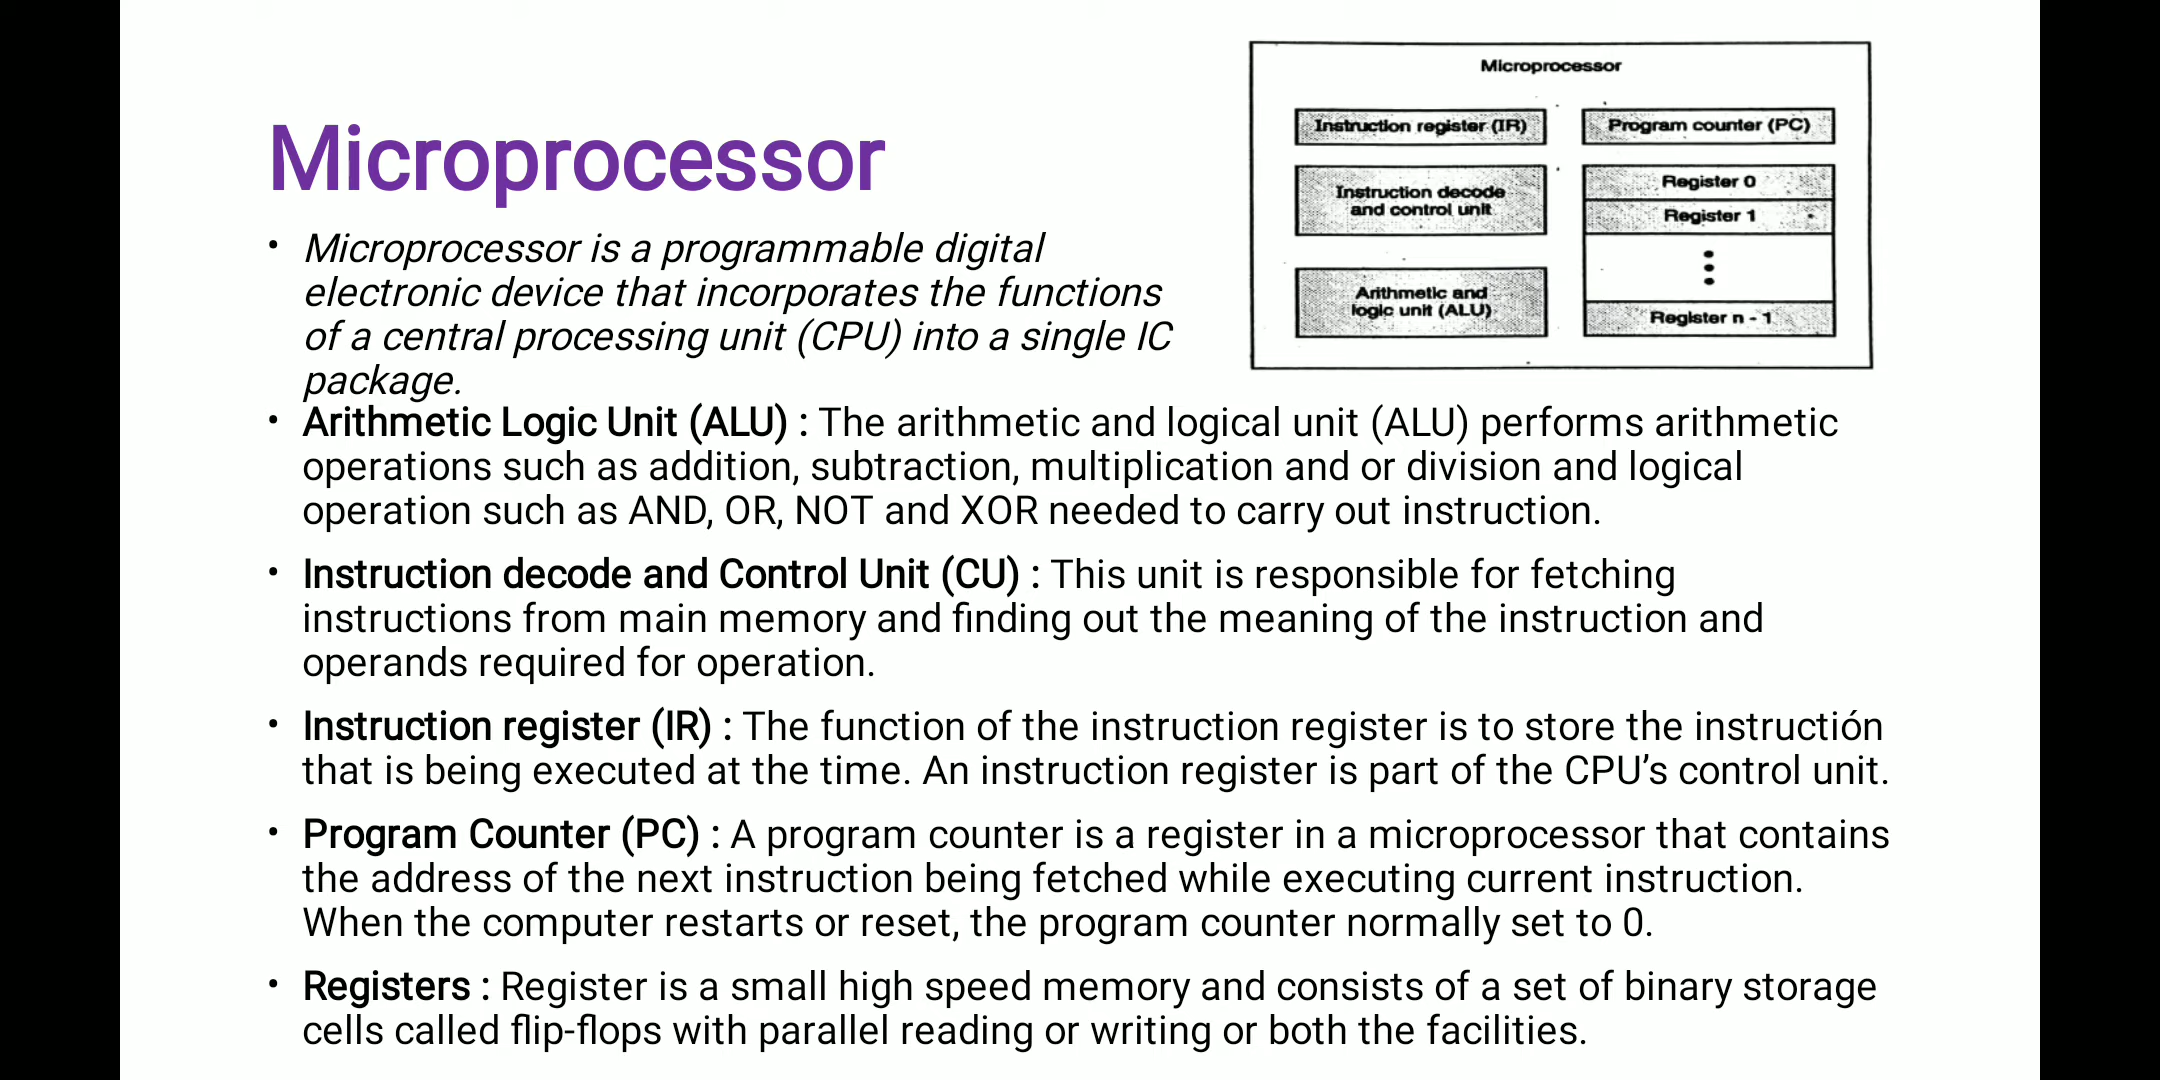 Microprocessor
• Microprocessor is a programmable digital
electronic device that incorporates the functions
of a central processing unit (CPU) into a single IC
package.
Microprocessor
Instruction register (IR)
Program counter (PC)
Instruction decode
and control unit
Register 0
Register 1
Arithmetic and
logic unit (ALU)
Register n - 1
• Arithmetic Logic Unit (ALU) : The arithmetic and logical unit (ALU) performs arithmetic
operations such as addition, subtraction, multiplication and or division and logical
operation such as AND, OR, NOT and XOR needed to carry out instruction.
• Instruction decode and Control Unit (CU) : This unit is responsible for fetching
instructions from main memory and finding out the meaning of the instruction and
operands required for operation.
• Instruction register (IR) : The function of the instruction register is to store the instructión
that is being executed at the time. An instruction register is part of the CPU’s control unit.
• Program Counter (PC) : A program counter is a register in a microprocessor that contains
the address of the next instruction being fetched while executing current instruction.
When the computer restarts or reset, the program counter normally set to 0.
• Registers : Register is a small high speed memory and consists of a set of binary storage
cells called flip-flops with parallel reading or writing or both the facilities.